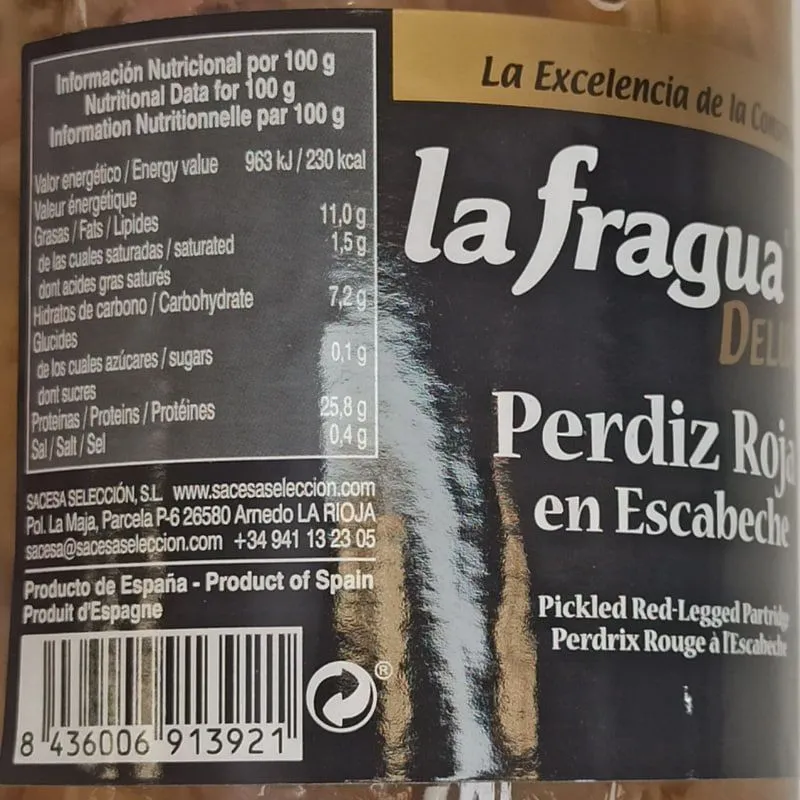 Información Nutricional por 100 g
Nutritional Data for 100 g
Information Nutritionnelle par 100 g
Valor energético / Energy value 963 kJ / 230 kcal
Valeur énergétique
Grasas / Fats / Lipides 11,0 g
de las cuales saturadas / saturated 1,5 g
dont acides gras saturés
Hidratos de carbono / Carbohydrate 7,2 g
Glucides
de los cuales azúcares / sugars 0,1 g
dont sucres
Proteínas / Proteins / Protéines 25,8 g
Sal / Salt / Sel 0,4 g
SACESA SELECCIÓN, S.L. www.sacesaseleccion.com
Pol. La Maja, Parcela P-6 26580 Arnedo LA RIOJA
sacesa@sacesaseleccion.com +34 941 13 23 05
Producto de España - Product of Spain
Produit d'Espagne
8 436006 913921
®
La Excelencia de la
la fragua
Perdiz Roja
en Escabeche
Pickled Red-Legged Partridge
Perdrix Rouge à l'Escabeche